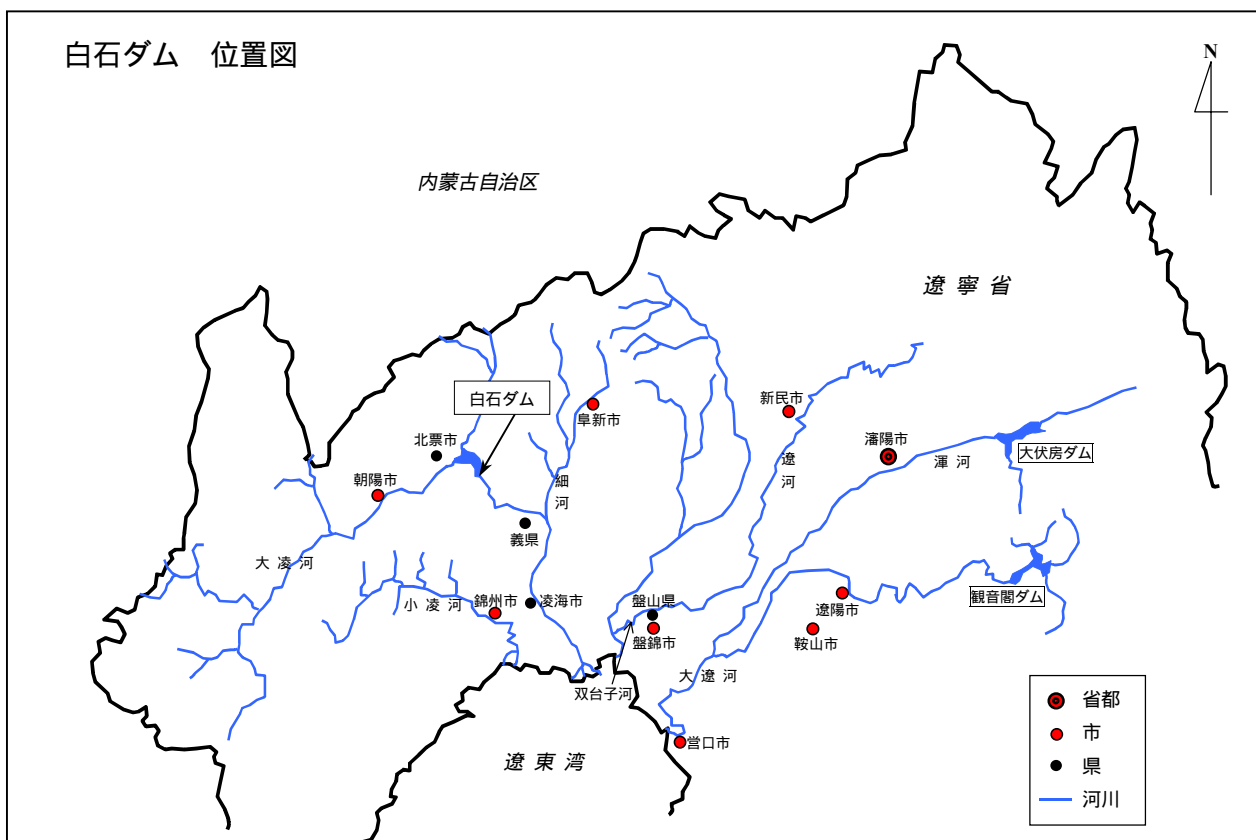 白石ダム 位置図
N
内蒙古自治区
遼寧省
白石ダム
阜新市
新民市
北票市
瀋陽市
大伏房ダム
渾河
遼河
朝陽市
細河
義県
大凌河
小凌河
錦州市
凌海市
盤山県
盤錦市
遼陽市
観音閣ダム
鞍山市
大遼河
双台子河
営口市
遼東湾
省都
市
県
河川